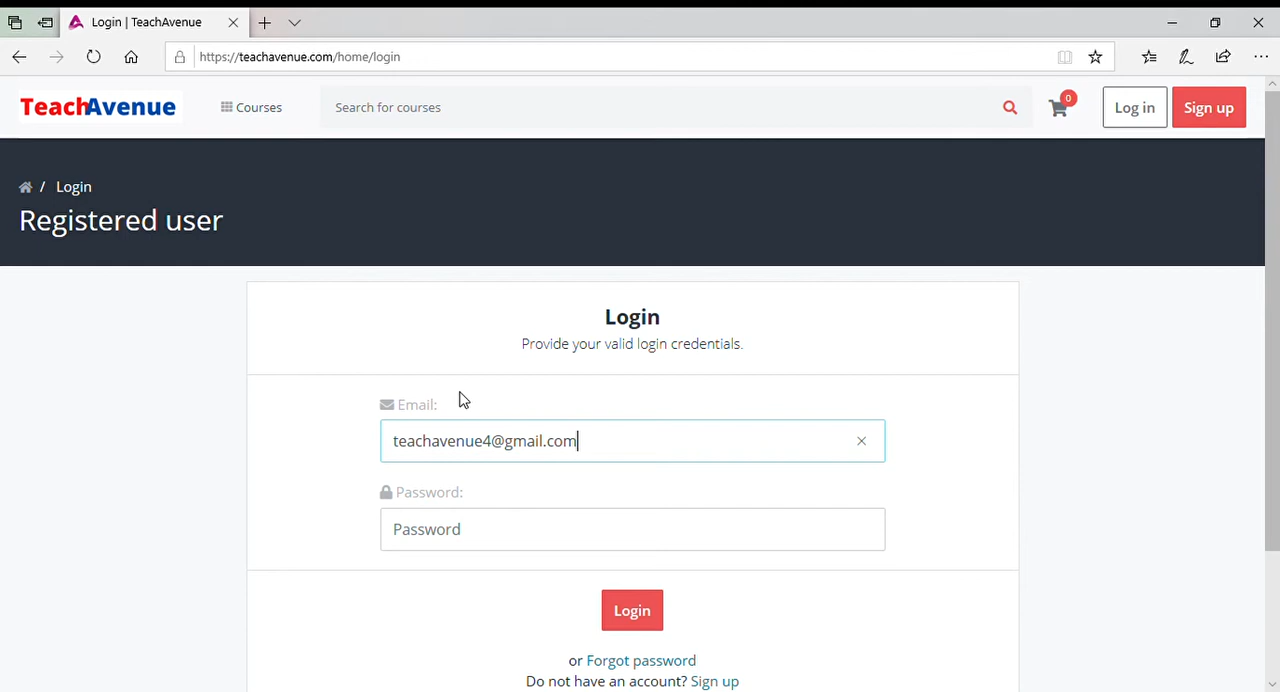 Login | TeachAvenue
https://teachavenue.com/home/login
TeachAvenue Courses Search for courses 0 Log in Sign up
/ Login
Registered user
Login
Provide your valid login credentials.
Email:
teachavenue4@gmail.com
Password:
Password
Login
or Forgot password
Do not have an account? Sign up